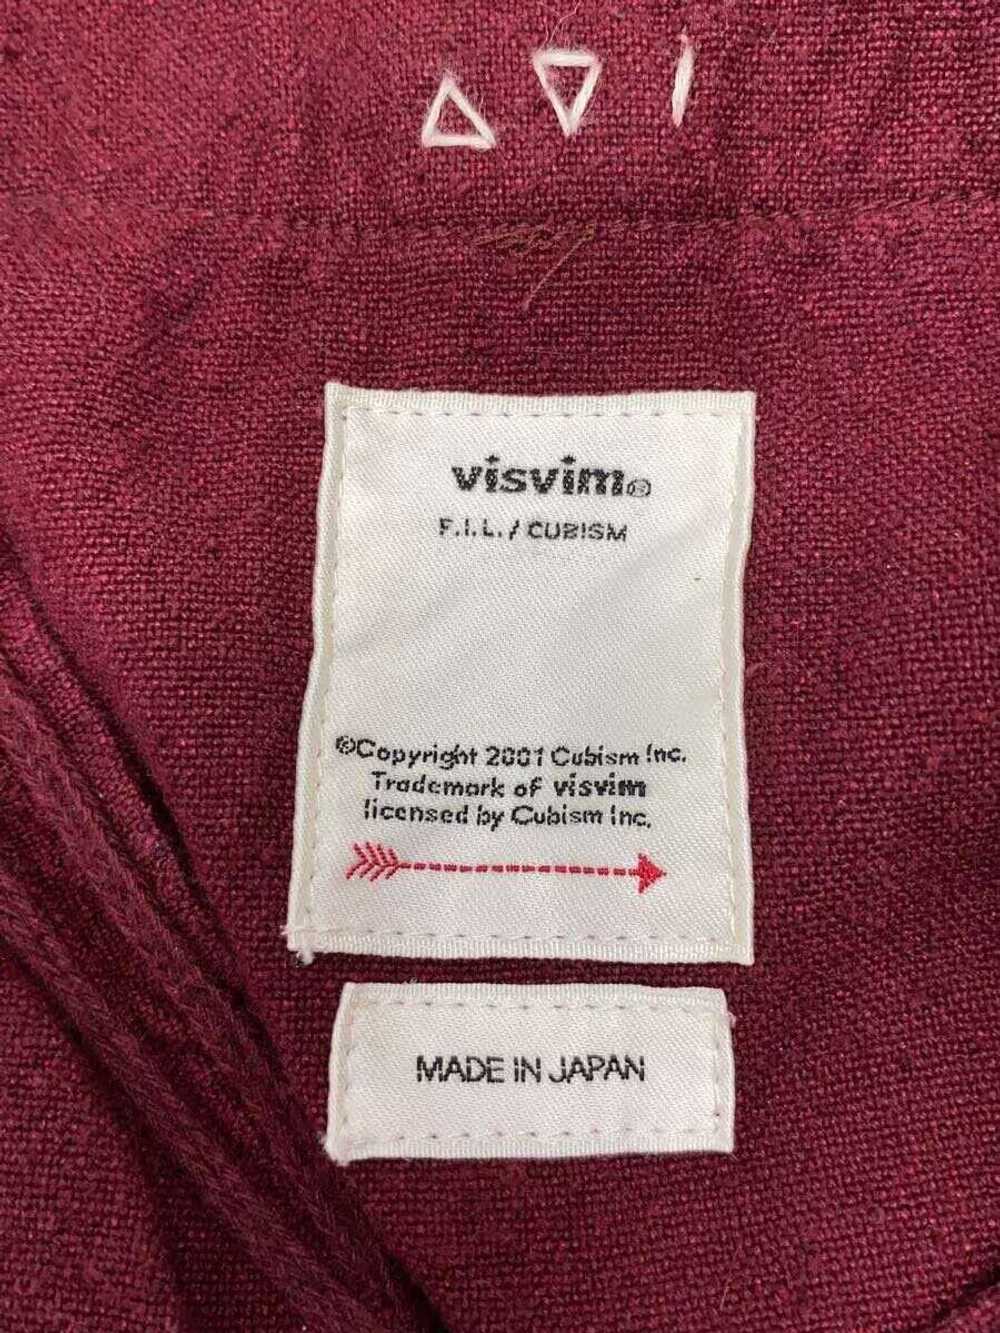 visvim®
F.I.L. / CUBISM
©Copyright 2001 Cubism Inc.
Trademark of visvim
licensed by Cubism Inc.
MADE IN JAPAN